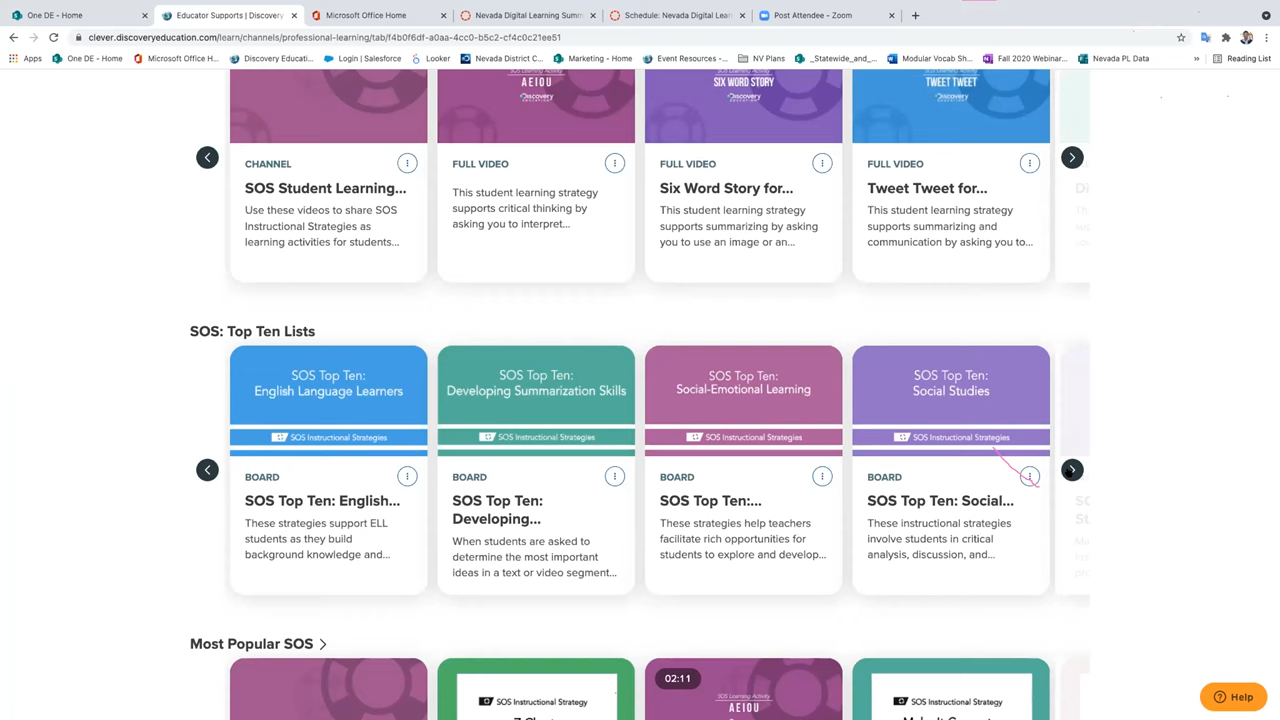 One DE - Home
Educator Supports | Discovery
Microsoft Office Home
Nevada Digital Learning Summ
Schedule: Nevada Digital Lear
Post Attendee - Zoom
clever.discoveryeducation.com/learn/channels/professional-learning/tab/f4b0f6df-a0aa-4cc0-b5c2-cf4c0c21ee51
Apps
One DE - Home
Microsoft Office H...
Discovery Educati...
Login | Salesforce
Looker
Nevada District C...
Marketing - Home
Event Resources -...
NV Plans
_Statewide_and_...
Modular Vocab Sh...
Fall 2020 Webinar...
Nevada PL Data
»
Reading List
SOS Learning Activity
AEIOU
Discovery
EDUCATION
SIX WORD STORY
Discovery
EDUCATION
TWEET TWEET
Discovery
EDUCATION
CHANNEL
SOS Student Learning...
Use these videos to share SOS
Instructional Strategies as
learning activities for students...
FULL VIDEO
This student learning strategy
supports critical thinking by
asking you to interpret...
FULL VIDEO
Six Word Story for...
This student learning strategy
supports summarizing by asking
you to use an image or an...
FULL VIDEO
Tweet Tweet for...
This student learning strategy
supports summarizing and
communication by asking you to...
SOS: Top Ten Lists
SOS Top Ten:
English Language Learners
SOS Instructional Strategies
BOARD
SOS Top Ten: English...
These strategies support ELL
students as they build
background knowledge and...
SOS Top Ten:
Developing Summarization Skills
SOS Instructional Strategies
BOARD
SOS Top Ten:
Developing...
When students are asked to
determine the most important
ideas in a text or video segment...
SOS Top Ten:
Social-Emotional Learning
SOS Instructional Strategies
BOARD
SOS Top Ten:...
These strategies help teachers
facilitate rich opportunities for
students to explore and develop...
SOS Top Ten:
Social Studies
SOS Instructional Strategies
BOARD
SOS Top Ten: Social...
These instructional strategies
involve students in critical
analysis, discussion, and...
Most Popular SOS
SOS Instructional Strategy
02:11
SOS Learning Activity
AEIOU
SOS Instructional Strategy
Help